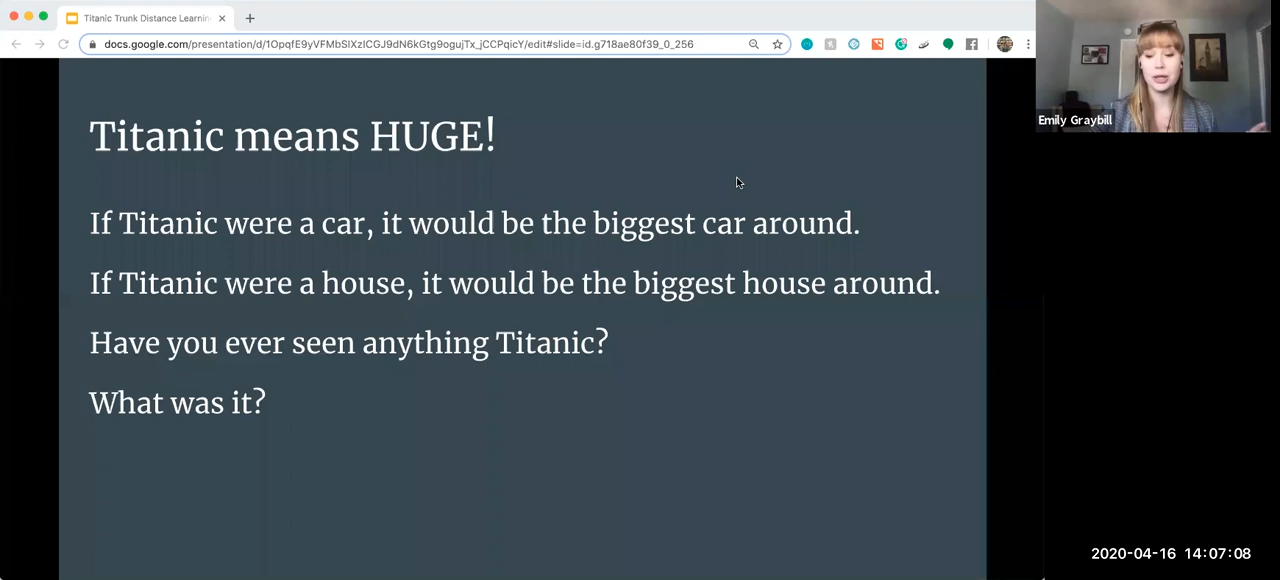 Titanic Trunk Distance Learnin
docs.google.com/presentation/d/1OpqfE9yVFMbSlXzICGJ9dN6kGtg9ogujTx_jCCPqicY/edit#slide=id.g718ae80f39_0_256
Emily Graybill
Titanic means HUGE!
If Titanic were a car, it would be the biggest car around.
If Titanic were a house, it would be the biggest house around.
Have you ever seen anything Titanic?
What was it?
2020-04-16 14:07:08